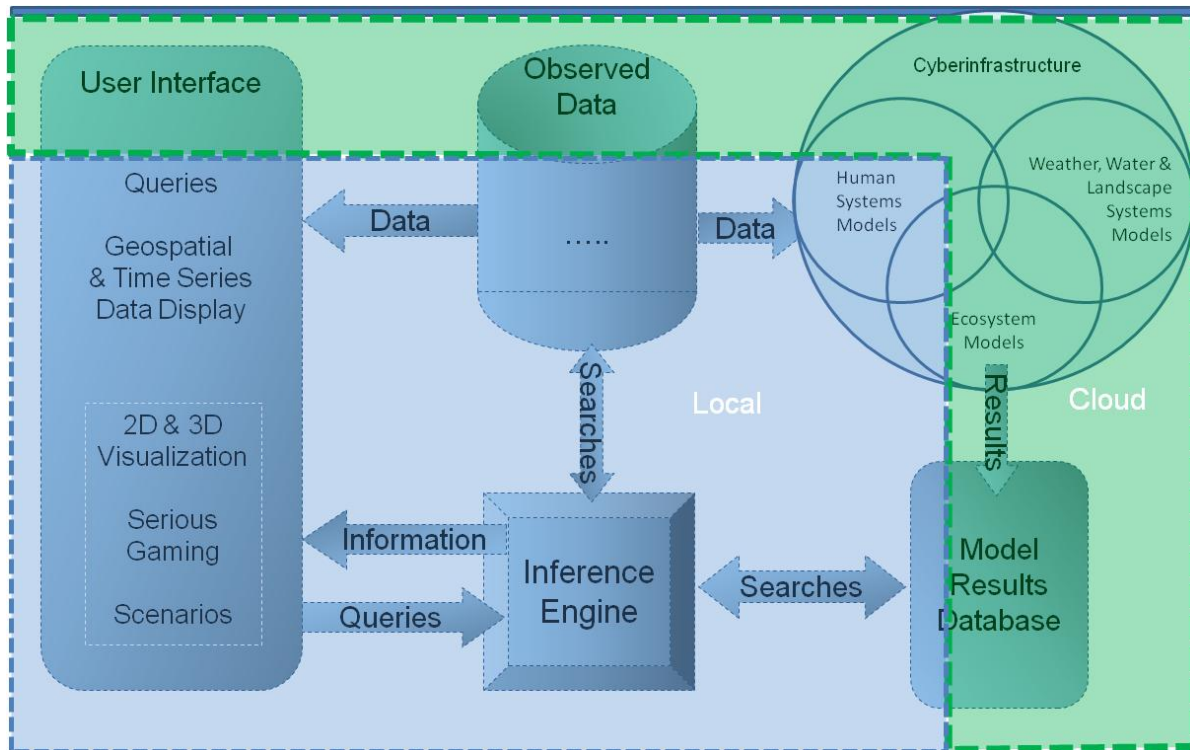 User Interface
Queries
Geospatial
& Time Series
Data Display
2D & 3D
Visualization
Serious
Gaming
Scenarios
Observed
Data
.....
Data
Data
Cyberinfrastructure
Human
Systems
Models
Weather, Water &
Landscape
Systems
Models
Ecosystem
Models
Local
Cloud
Searches
Results
Information
Queries
Inference
Engine
Searches
Model
Results
Database